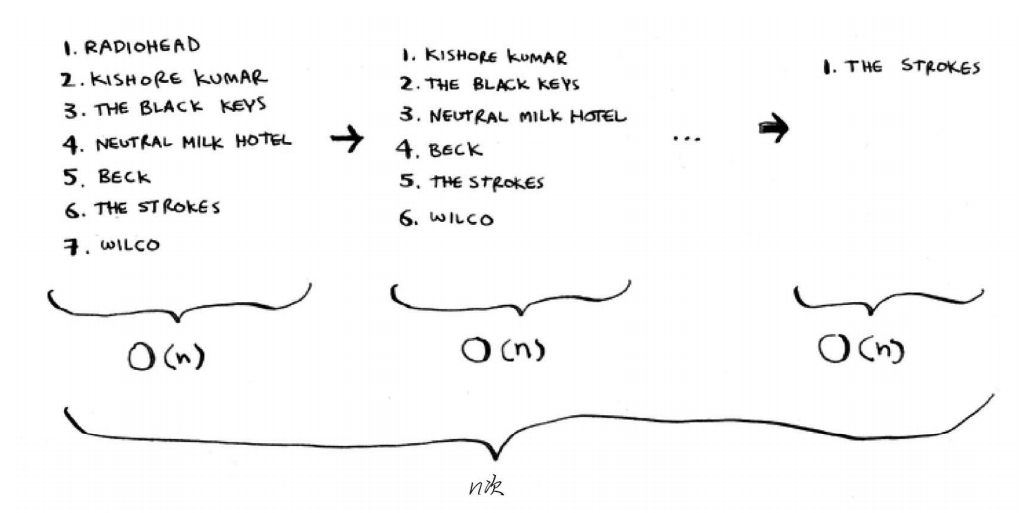 1. RADIOHEAD
2. KISHORE KUMAR
3. THE BLACK KEYS
4. NEUTRAL MILK HOTEL
5. BECK
6. THE STROKES
7. WILCO
1. KISHORE KUMAR
2. THE BLACK KEYS
3. NEUTRAL MILK HOTEL
4. BECK
5. THE STROKES
6. WILCO
...
1. THE STROKES
O(n)
O(n)
O(n)
n次